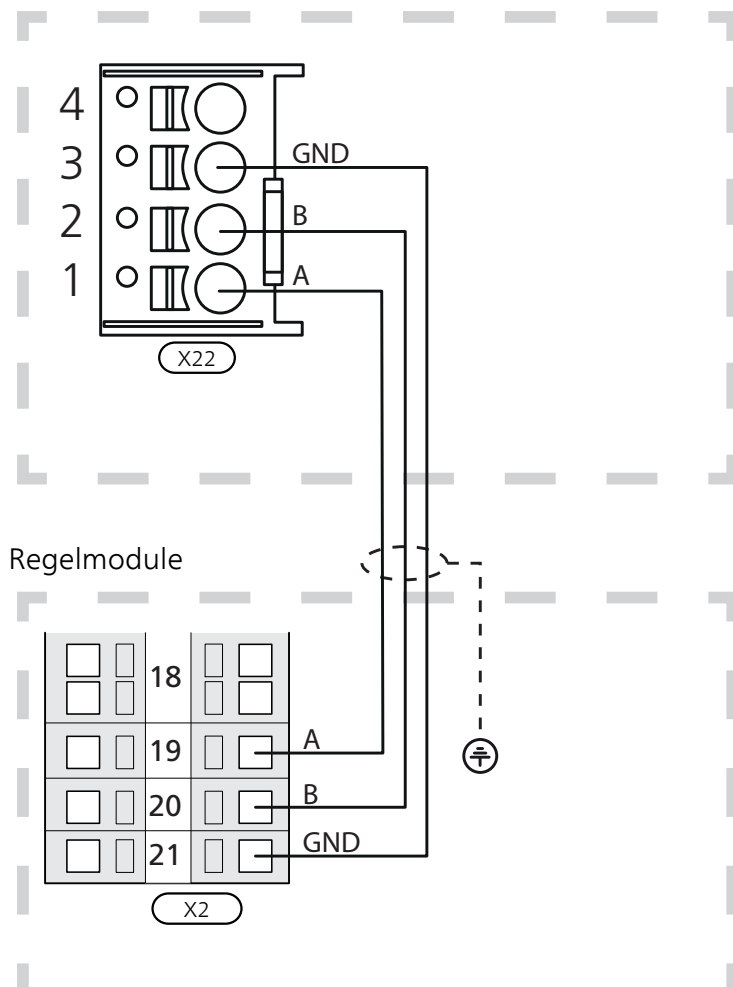 4
3 GND
2 B
1 A
X22
Regelmodule
18
19 A
20 B
21 GND
X2